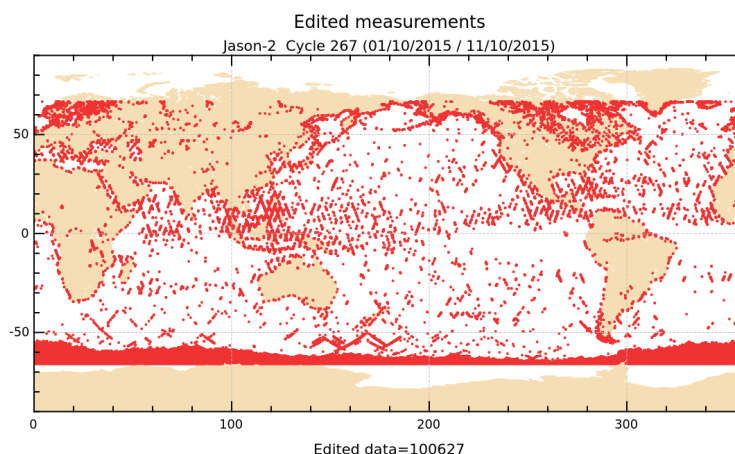 Edited measurements
Jason-2 Cycle 267 (01/10/2015 / 11/10/2015)
50
0
-50
0 100 200 300
Edited data=100627